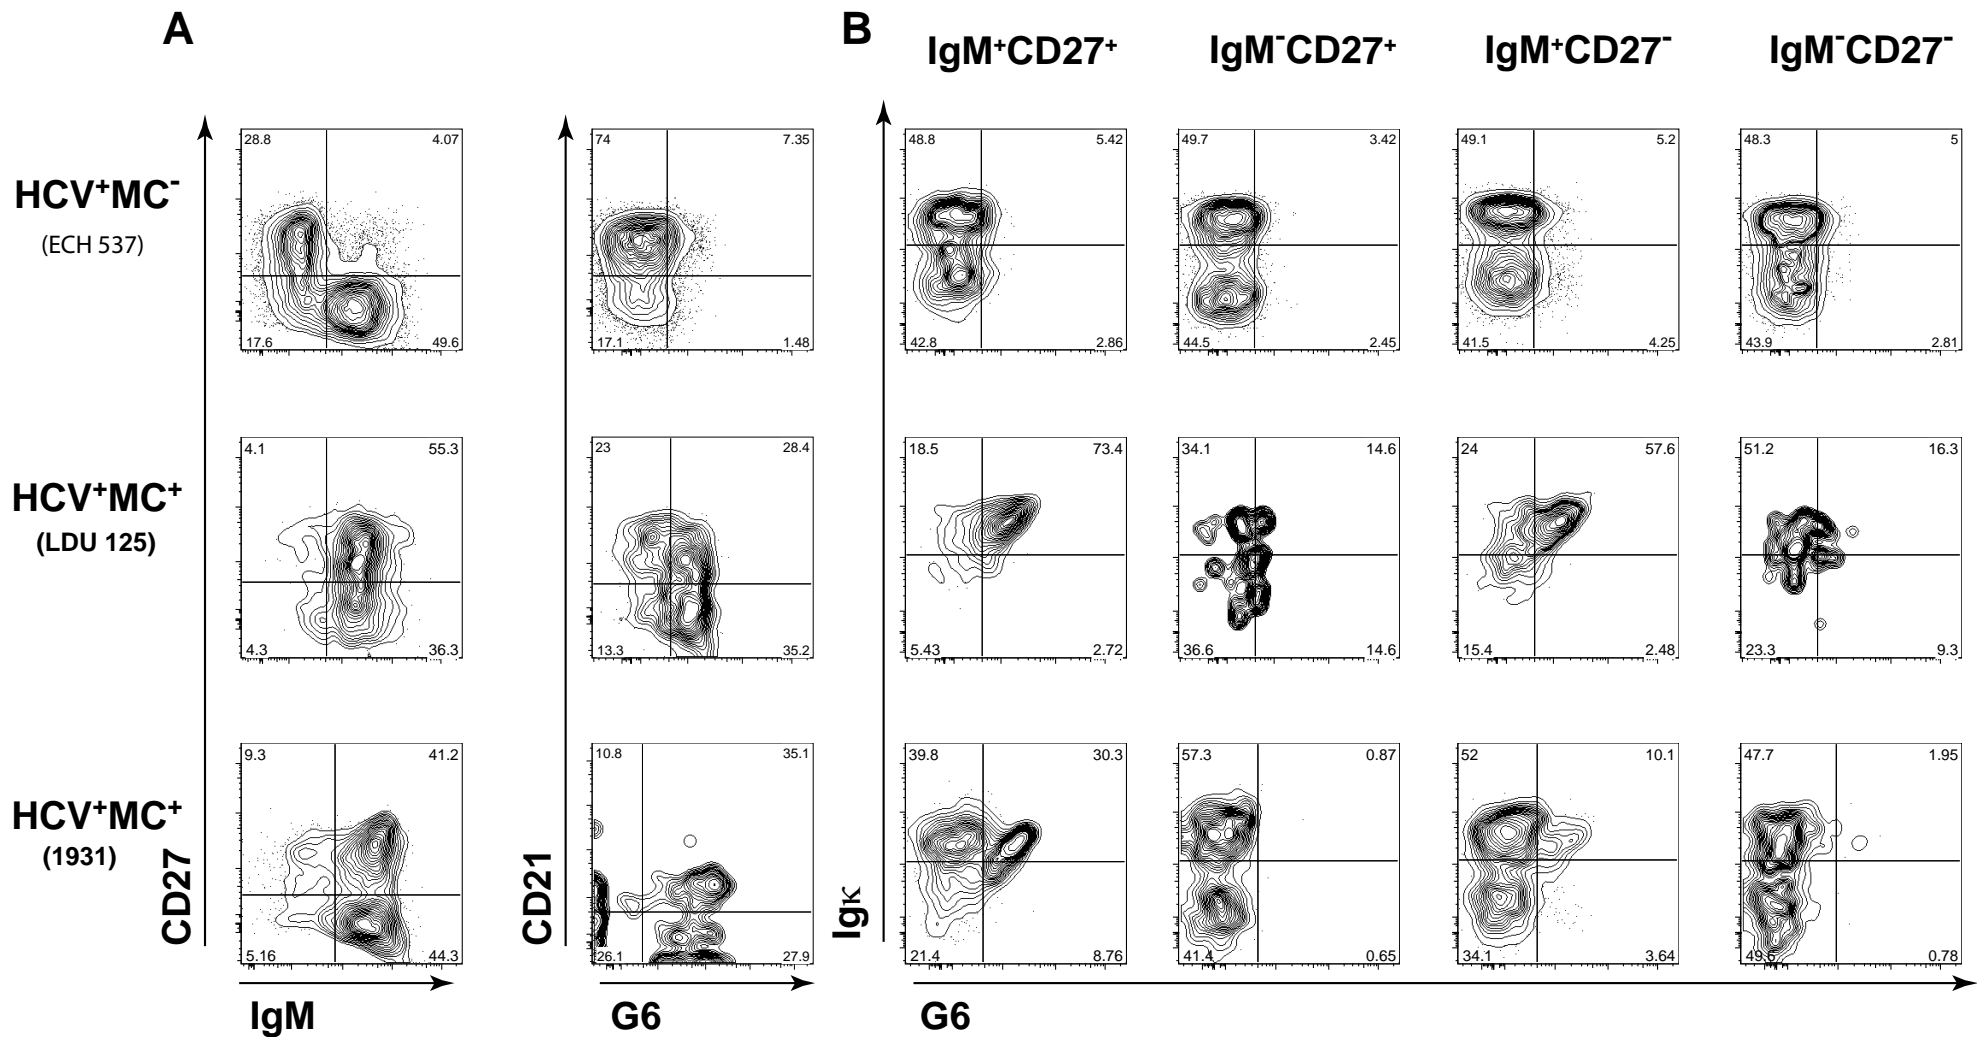 A
B
IgM⁺CD27⁺ IgM⁻CD27⁺ IgM⁺CD27⁻ IgM⁻CD27⁻
HCV⁺MC⁻
(ECH 537)
28.8 4.07
17.6 49.6
74 7.35
17.1 1.48
48.8 5.42
42.8 2.86
49.7 3.42
44.5 2.45
49.1 5.2
41.5 4.25
48.3 5
43.9 2.81
HCV⁺MC⁺
(LDU 125)
4.1 55.3
4.3 36.3
23 28.4
13.3 35.2
18.5 73.4
5.43 2.72
34.1 14.6
36.6 14.6
24 57.6
15.4 2.48
51.2 16.3
23.3 9.3
HCV⁺MC⁺
(1931)
9.3 41.2
5.16 44.3
10.8 35.1
26.1 27.9
39.8 30.3
21.4 8.76
57.3 0.87
41.4 0.65
52 10.1
34.1 3.64
47.7 1.95
49.6 0.78
CD27
CD21
Igκ
IgM
G6
G6